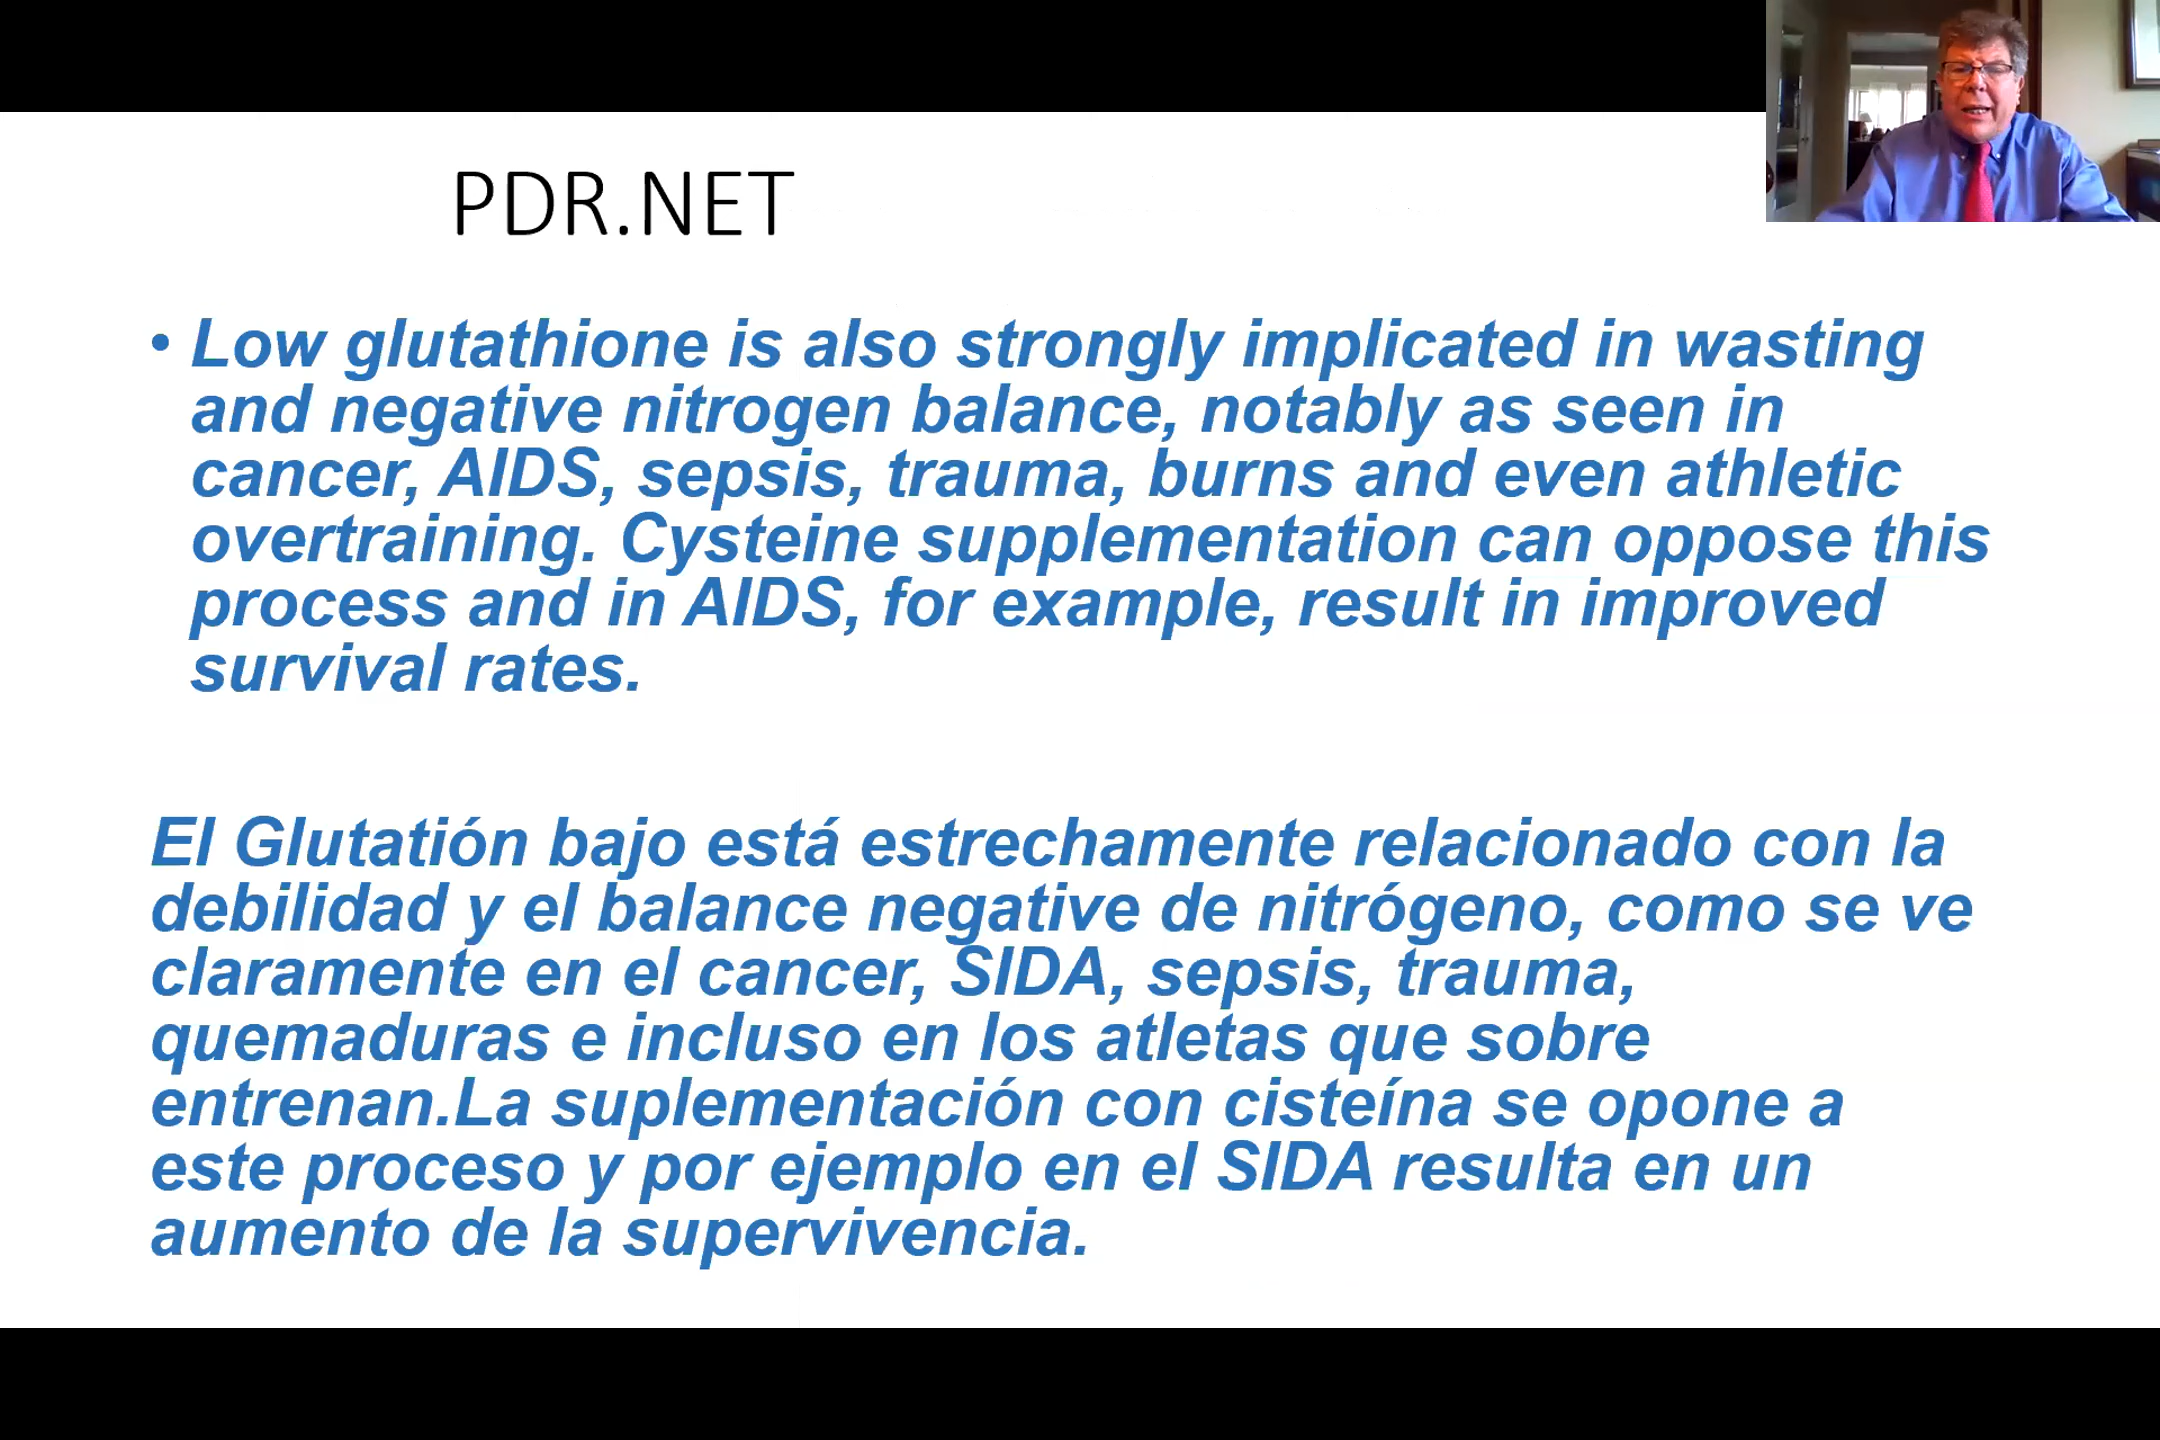 PDR.NET
• Low glutathione is also strongly implicated in wasting
and negative nitrogen balance, notably as seen in
cancer, AIDS, sepsis, trauma, burns and even athletic
overtraining. Cysteine supplementation can oppose this
process and in AIDS, for example, result in improved
survival rates.
El Glutatión bajo está estrechamente relacionado con la
debilidad y el balance negative de nitrógeno, como se ve
claramente en el cancer, SIDA, sepsis, trauma,
quemaduras e incluso en los atletas que sobre
entrenan.La suplementación con cisteína se opone a
este proceso y por ejemplo en el SIDA resulta en un
aumento de la supervivencia.